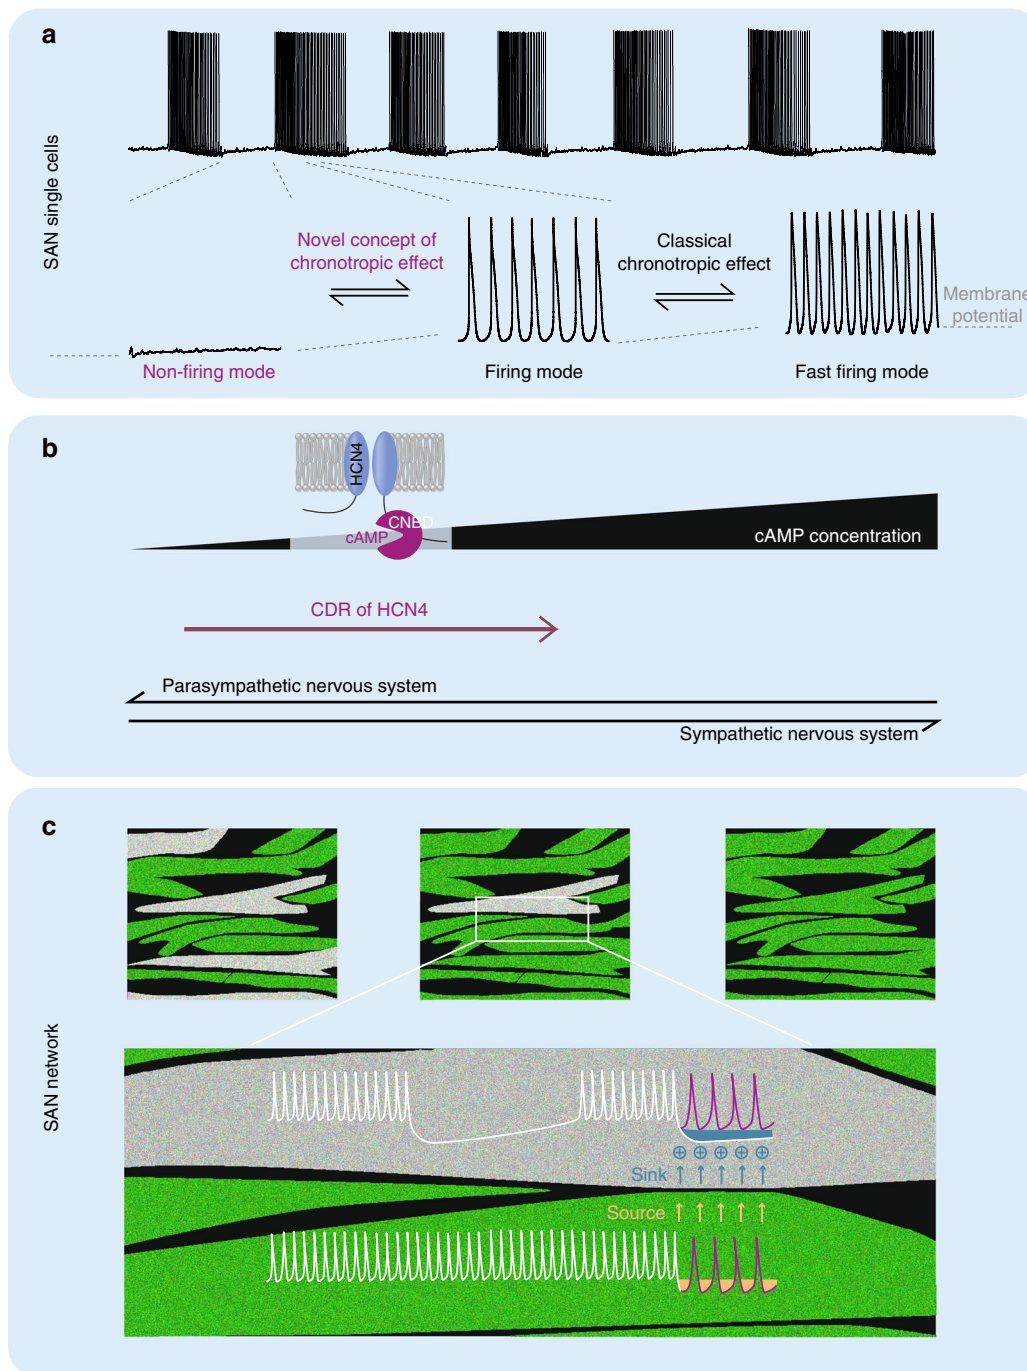 a
SAN single cells
Novel concept of
chronotropic effect
Classical
chronotropic effect
Membrane
potential
Non-firing mode
Firing mode
Fast firing mode
b
HCN4
CNBD
cAMP
cAMP concentration
CDR of HCN4
Parasympathetic nervous system
Sympathetic nervous system
c
SAN network
Sink
Source